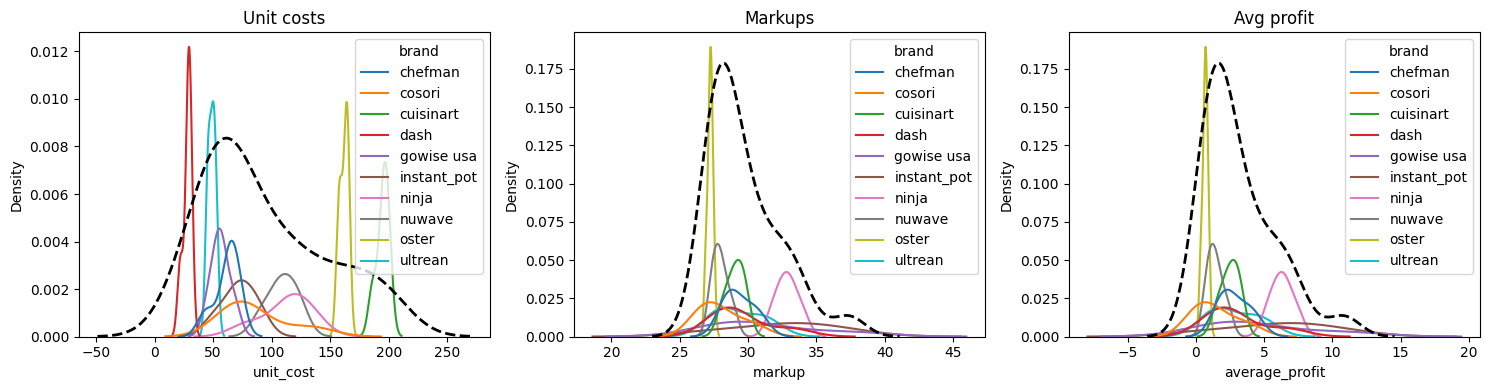 Unit costs
Density
0.012
0.010
0.008
0.006
0.004
0.002
0.000
−50
0
50
100
150
200
250
unit_cost
brand
chefman
cosori
cuisinart
dash
gowise usa
instant_pot
ninja
nuwave
oster
ultrean
Markups
Density
0.175
0.150
0.125
0.100
0.075
0.050
0.025
0.000
20
25
30
35
40
45
markup
brand
chefman
cosori
cuisinart
dash
gowise usa
instant_pot
ninja
nuwave
oster
ultrean
Avg profit
Density
0.175
0.150
0.125
0.100
0.075
0.050
0.025
0.000
−5
0
5
10
15
20
average_profit
brand
chefman
cosori
cuisinart
dash
gowise usa
instant_pot
ninja
nuwave
oster
ultrean